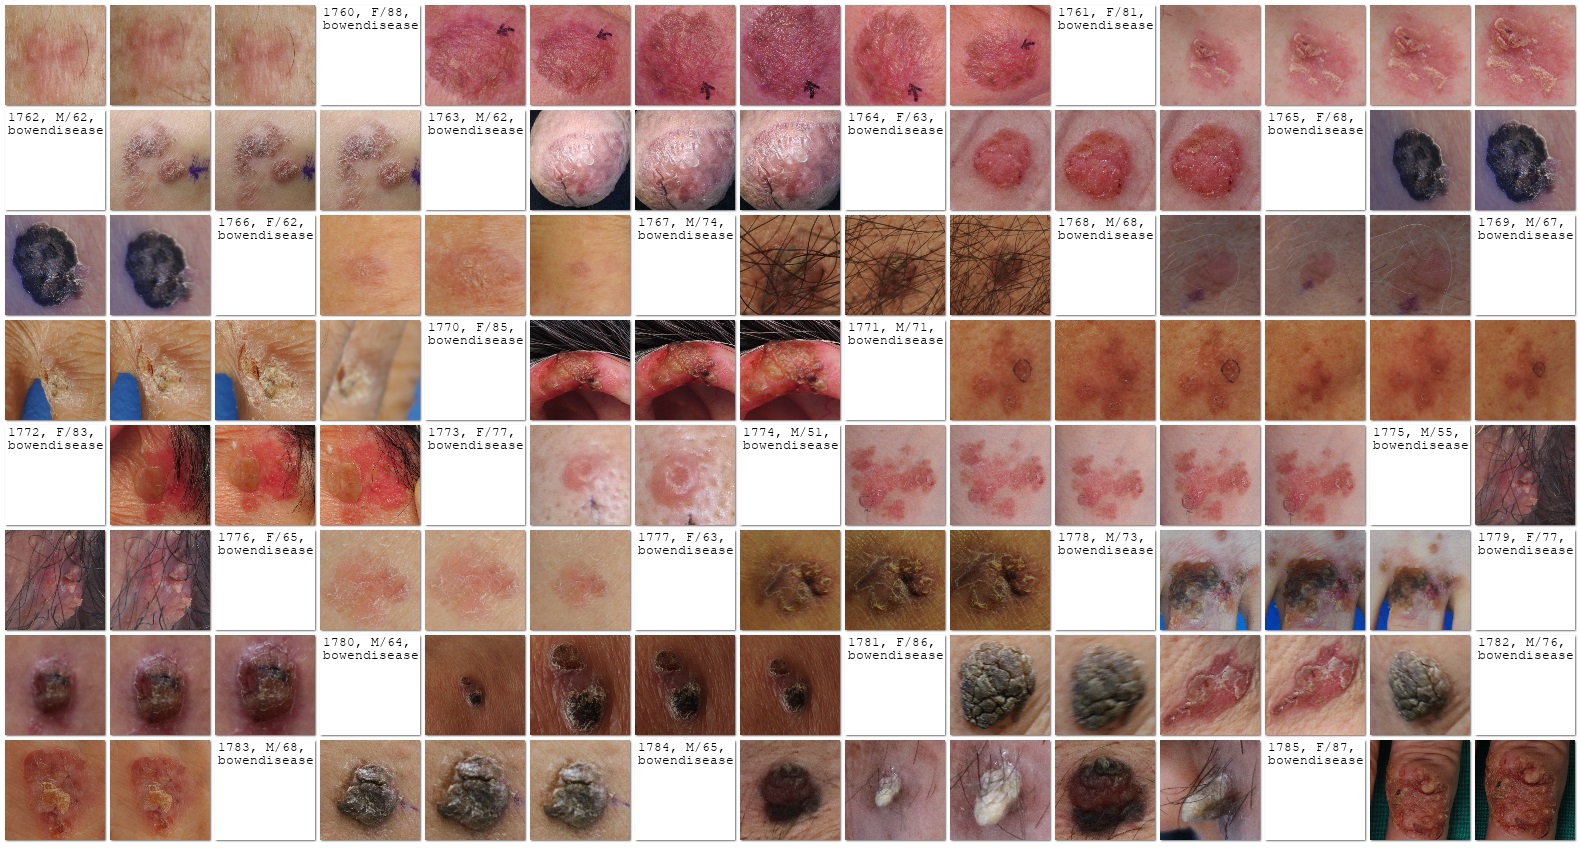 1760, F/88,
bowendisease
1761, F/81,
bowendisease
1762, M/62,
bowendisease
1763, M/62,
bowendisease
1764, F/63,
bowendisease
1765, F/68,
bowendisease
1766, F/62,
bowendisease
1767, M/74,
bowendisease
1768, M/68,
bowendisease
1769, M/67,
bowendisease
1770, F/85,
bowendisease
1771, M/71,
bowendisease
1772, F/83,
bowendisease
1773, F/77,
bowendisease
1774, M/51,
bowendisease
1775, M/55,
bowendisease
1776, F/65,
bowendisease
1777, F/63,
bowendisease
1778, M/73,
bowendisease
1779, F/77,
bowendisease
1780, M/64,
bowendisease
1781, F/86,
bowendisease
1782, M/76,
bowendisease
1783, M/68,
bowendisease
1784, M/65,
bowendisease
1785, F/87,
bowendisease